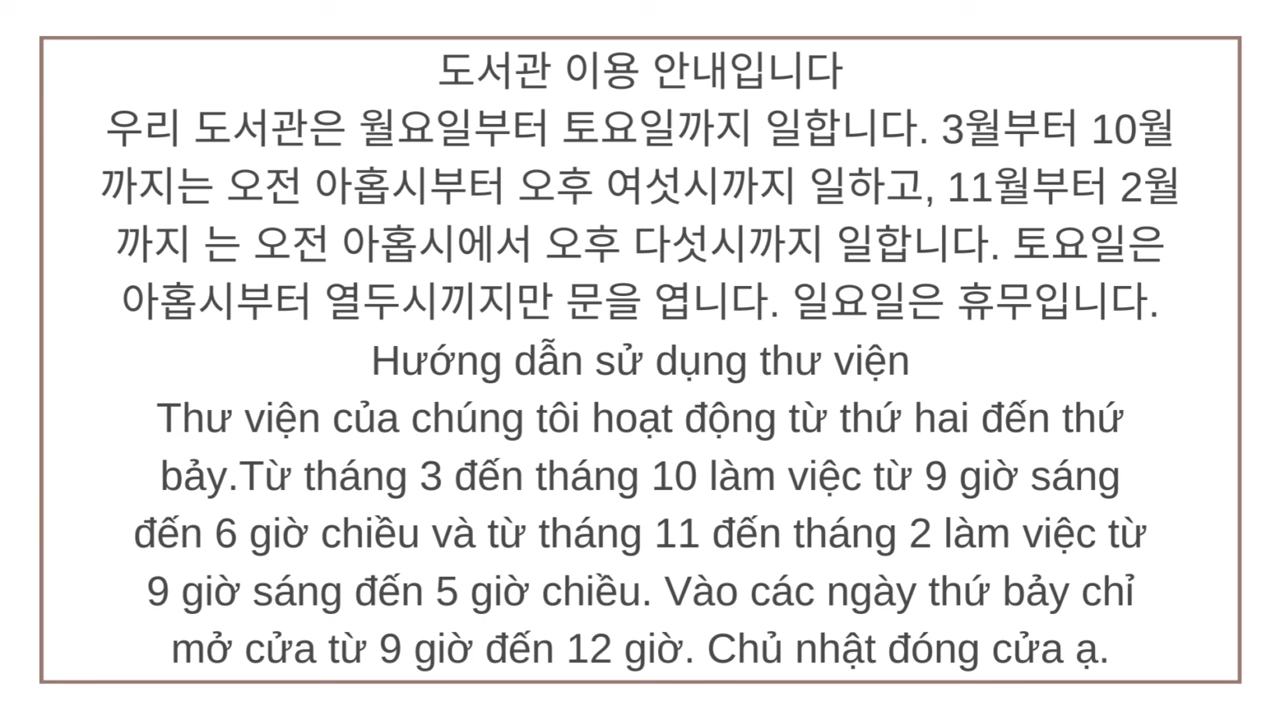 도서관 이용 안내입니다
우리 도서관은 월요일부터 토요일까지 일합니다. 3월부터 10월
까지는 오전 아홉시부터 오후 여섯시까지 일하고, 11월부터 2월
까지 는 오전 아홉시에서 오후 다섯시까지 일합니다. 토요일은
아홉시부터 열두시끼지만 문을 엽니다. 일요일은 휴무입니다.
Hướng dẫn sử dụng thư viện
Thư viện của chúng tôi hoạt động từ thứ hai đến thứ
bảy.Từ tháng 3 đến tháng 10 làm việc từ 9 giờ sáng
đến 6 giờ chiều và từ tháng 11 đến tháng 2 làm việc từ
9 giờ sáng đến 5 giờ chiều. Vào các ngày thứ bảy chỉ
mở cửa từ 9 giờ đến 12 giờ. Chủ nhật đóng cửa ạ.